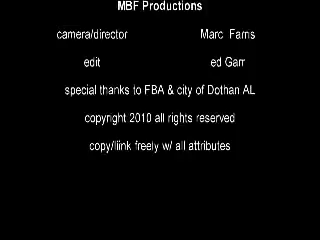 MBF Productions
camera/director Marc Farris
edit ed Garr
special thanks to FBA & city of Dothan AL
copyright 2010 all rights reserved
copy/liink freely w/ all attributes